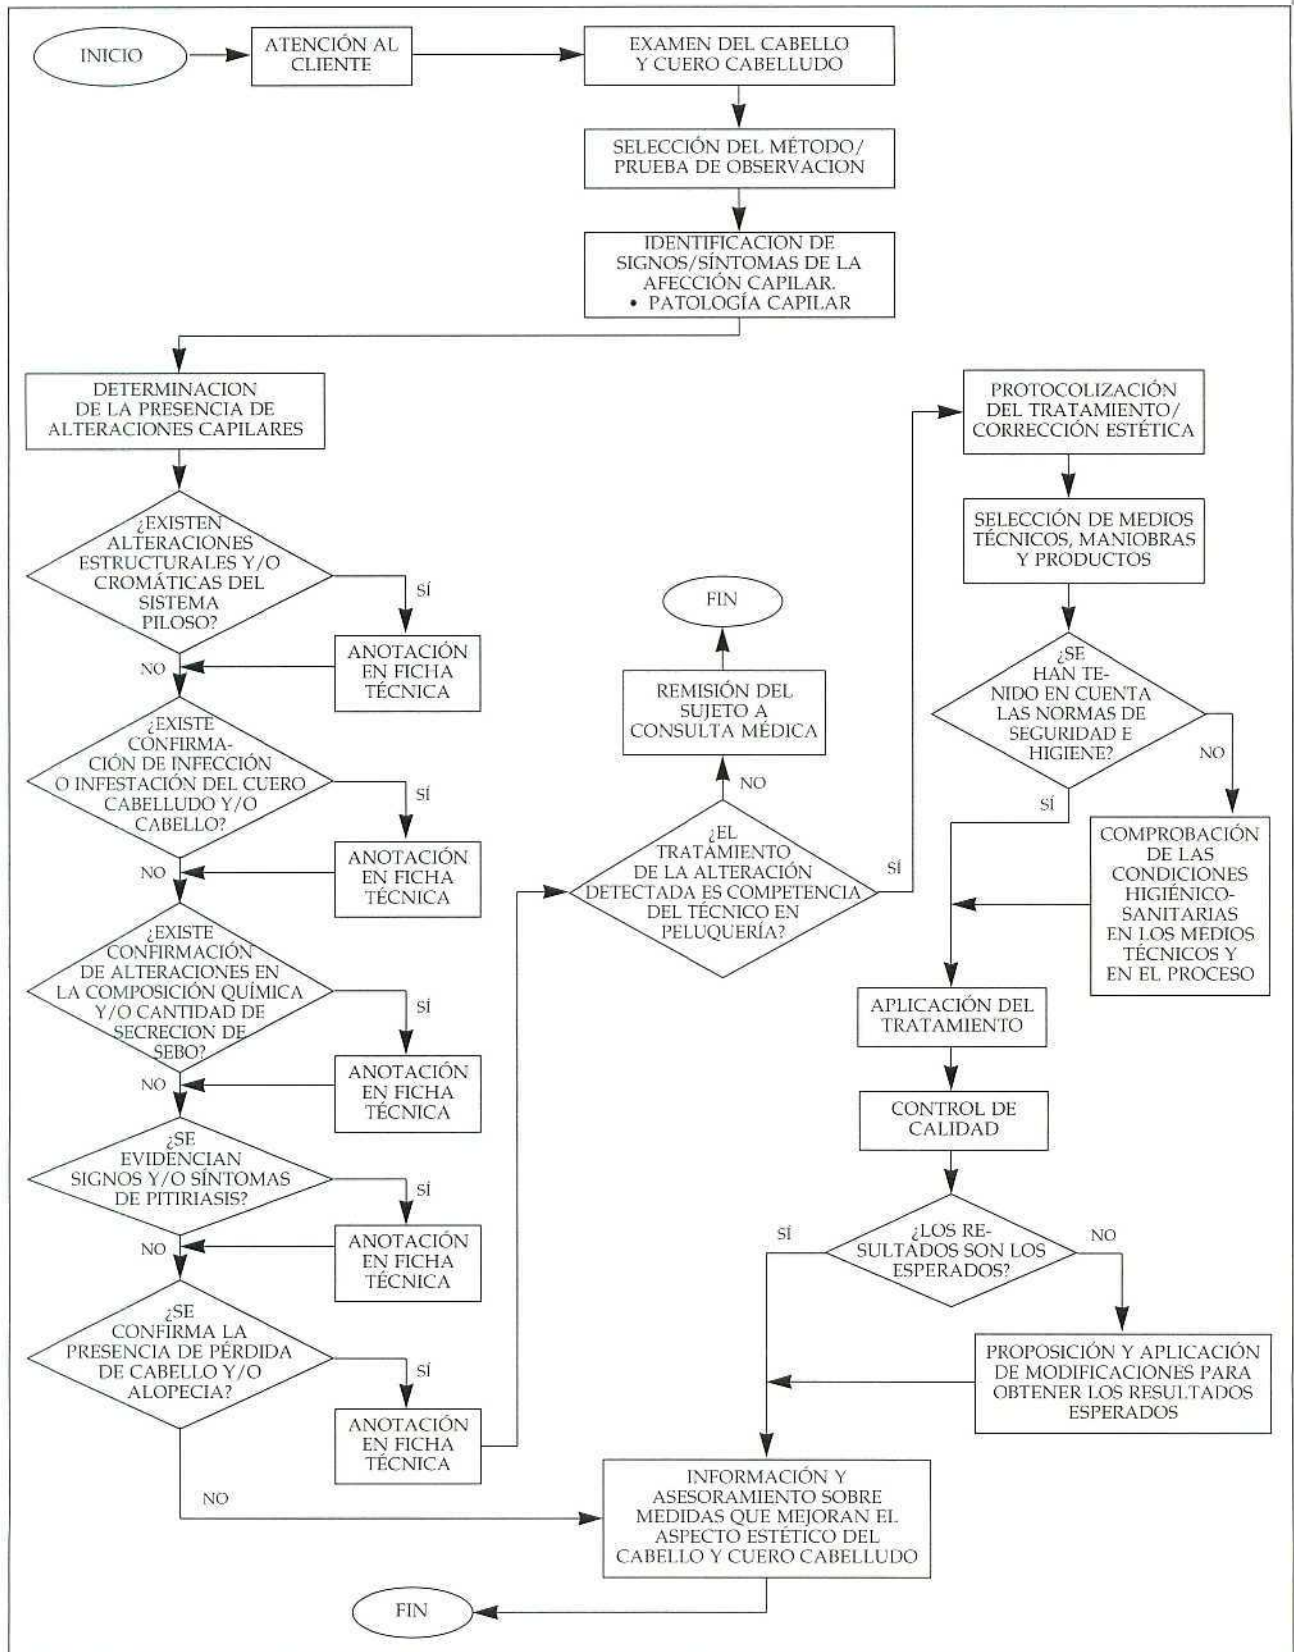 INICIO
ATENCIÓN AL
CLIENTE
EXAMEN DEL CABELLO
Y CUERO CABELLUDO
SELECCIÓN DEL MÉTODO/
PRUEBA DE OBSERVACION
IDENTIFICACION DE
SIGNOS/SÍNTOMAS DE LA
AFECCIÓN CAPILAR.
• PATOLOGÍA CAPILAR
DETERMINACION
DE LA PRESENCIA DE
ALTERACIONES CAPILARES
¿EXISTEN
ALTERACIONES
ESTRUCTURALES Y/O
CROMÁTICAS DEL
SISTEMA
PILOSO?
SÍ
ANOTACIÓN
EN FICHA
TÉCNICA
NO
¿EXISTE
CONFIRMA-
CIÓN DE INFECCIÓN
O INFESTACIÓN DEL CUERO
CABELLUDO Y/O
CABELLO?
SÍ
ANOTACIÓN
EN FICHA
TÉCNICA
NO
¿EXISTE
CONFIRMACIÓN
DE ALTERACIONES EN
LA COMPOSICIÓN QUÍMICA
Y/O CANTIDAD DE
SECRECION DE
SEBO?
SÍ
ANOTACIÓN
EN FICHA
TÉCNICA
NO
¿SE
EVIDENCIAN
SIGNOS Y/O SÍNTOMAS
DE PITIRIASIS?
SÍ
ANOTACIÓN
EN FICHA
TÉCNICA
NO
¿SE
CONFIRMA LA
PRESENCIA DE PÉRDIDA
DE CABELLO Y/O
ALOPECIA?
SÍ
ANOTACIÓN
EN FICHA
TÉCNICA
NO
FIN
REMISIÓN DEL
SUJETO A
CONSULTA MÉDICA
NO
¿EL
TRATAMIENTO
DE LA ALTERACIÓN
DETECTADA ES COMPETENCIA
DEL TÉCNICO EN
PELUQUERÍA?
SÍ
PROTOCOLIZACIÓN
DEL TRATAMIENTO/
CORRECCIÓN ESTÉTICA
SELECCIÓN DE MEDIOS
TÉCNICOS, MANIOBRAS
Y PRODUCTOS
¿SE
HAN TE-
NIDO EN CUENTA
LAS NORMAS DE
SEGURIDAD E
HIGIENE?
NO
SÍ
COMPROBACIÓN
DE LAS
CONDICIONES
HIGIÉNICO-
SANITARIAS
EN LOS MEDIOS
TÉCNICOS Y
EN EL PROCESO
APLICACIÓN DEL
TRATAMIENTO
CONTROL DE
CALIDAD
¿LOS RE-
SULTADOS SON LOS
ESPERADOS?
SÍ
NO
PROPOSICIÓN Y APLICACIÓN
DE MODIFICACIONES PARA
OBTENER LOS RESULTADOS
ESPERADOS
INFORMACIÓN Y
ASESORAMIENTO SOBRE
MEDIDAS QUE MEJORAN EL
ASPECTO ESTÉTICO DEL
CABELLO Y CUERO CABELLUDO
FIN